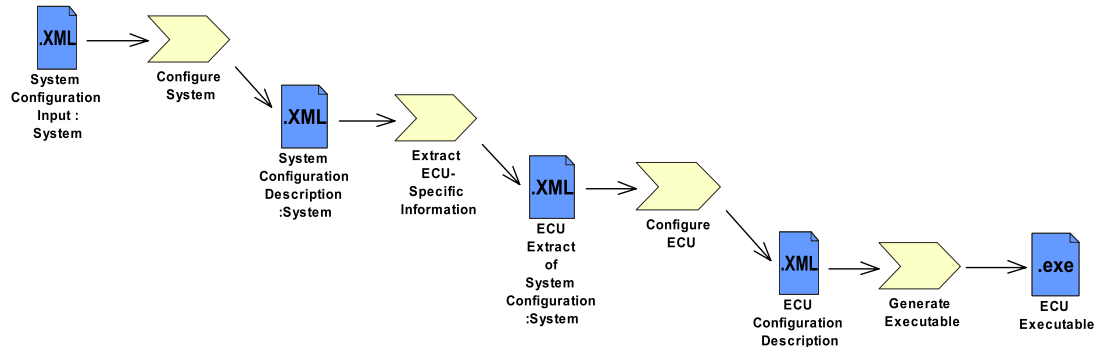 .XML
System
Configuration
Input :
System
Configure
System
.XML
System
Configuration
Description
:System
Extract
ECU-
Specific
Information
.XML
ECU
Extract
of
System
Configuration
:System
Configure
ECU
.XML
ECU
Configuration
Description
Generate
Executable
.exe
ECU
Executable